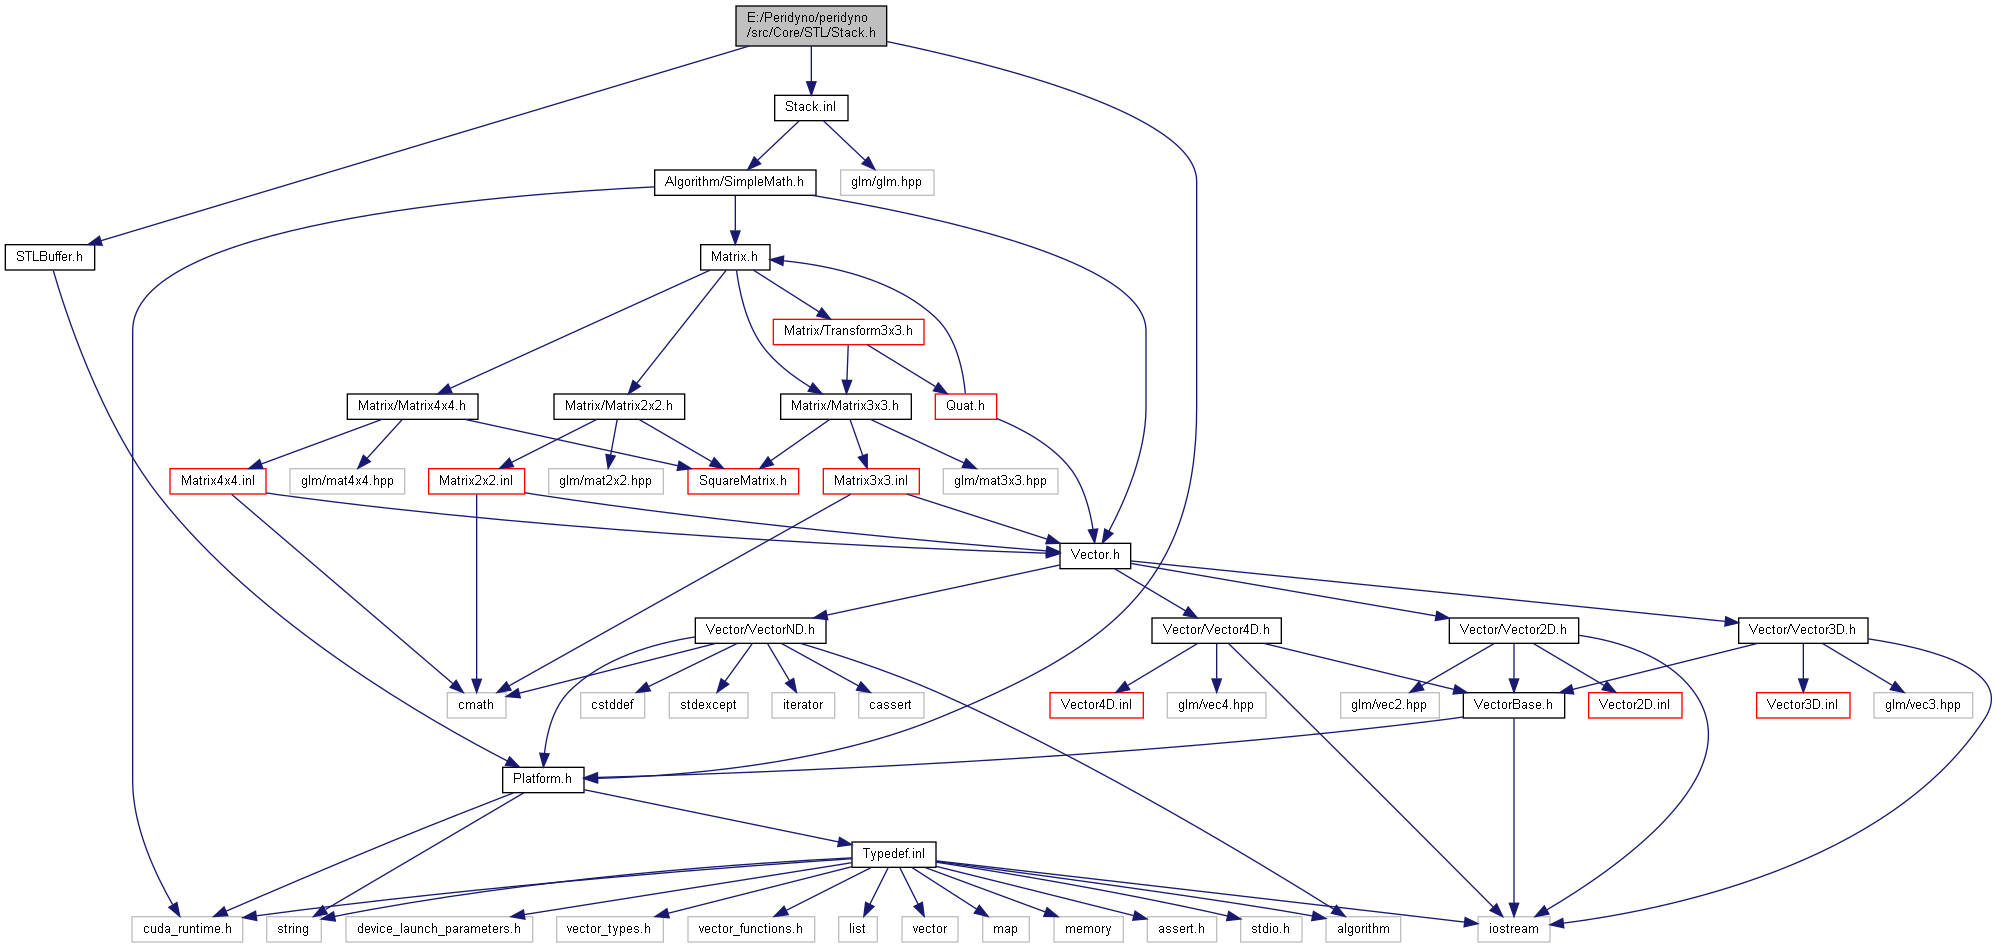 E:/Peridyno/peridyno
/src/Core/STL/Stack.h
Stack.inl
Algorithm/SimpleMath.h
glm/glm.hpp
STLBuffer.h
Matrix.h
Matrix/Transform3x3.h
Matrix/Matrix4x4.h
Matrix/Matrix2x2.h
Matrix/Matrix3x3.h
Quat.h
Matrix4x4.inl
glm/mat4x4.hpp
Matrix2x2.inl
glm/mat2x2.hpp
SquareMatrix.h
Matrix3x3.inl
glm/mat3x3.hpp
Vector.h
Vector/VectorND.h
Vector/Vector4D.h
Vector/Vector2D.h
Vector/Vector3D.h
cmath
cstddef
stdexcept
iterator
cassert
Vector4D.inl
glm/vec4.hpp
glm/vec2.hpp
VectorBase.h
Vector2D.inl
Vector3D.inl
glm/vec3.hpp
Platform.h
Typedef.inl
cuda_runtime.h
string
device_launch_parameters.h
vector_types.h
vector_functions.h
list
vector
map
memory
assert.h
stdio.h
algorithm
iostream